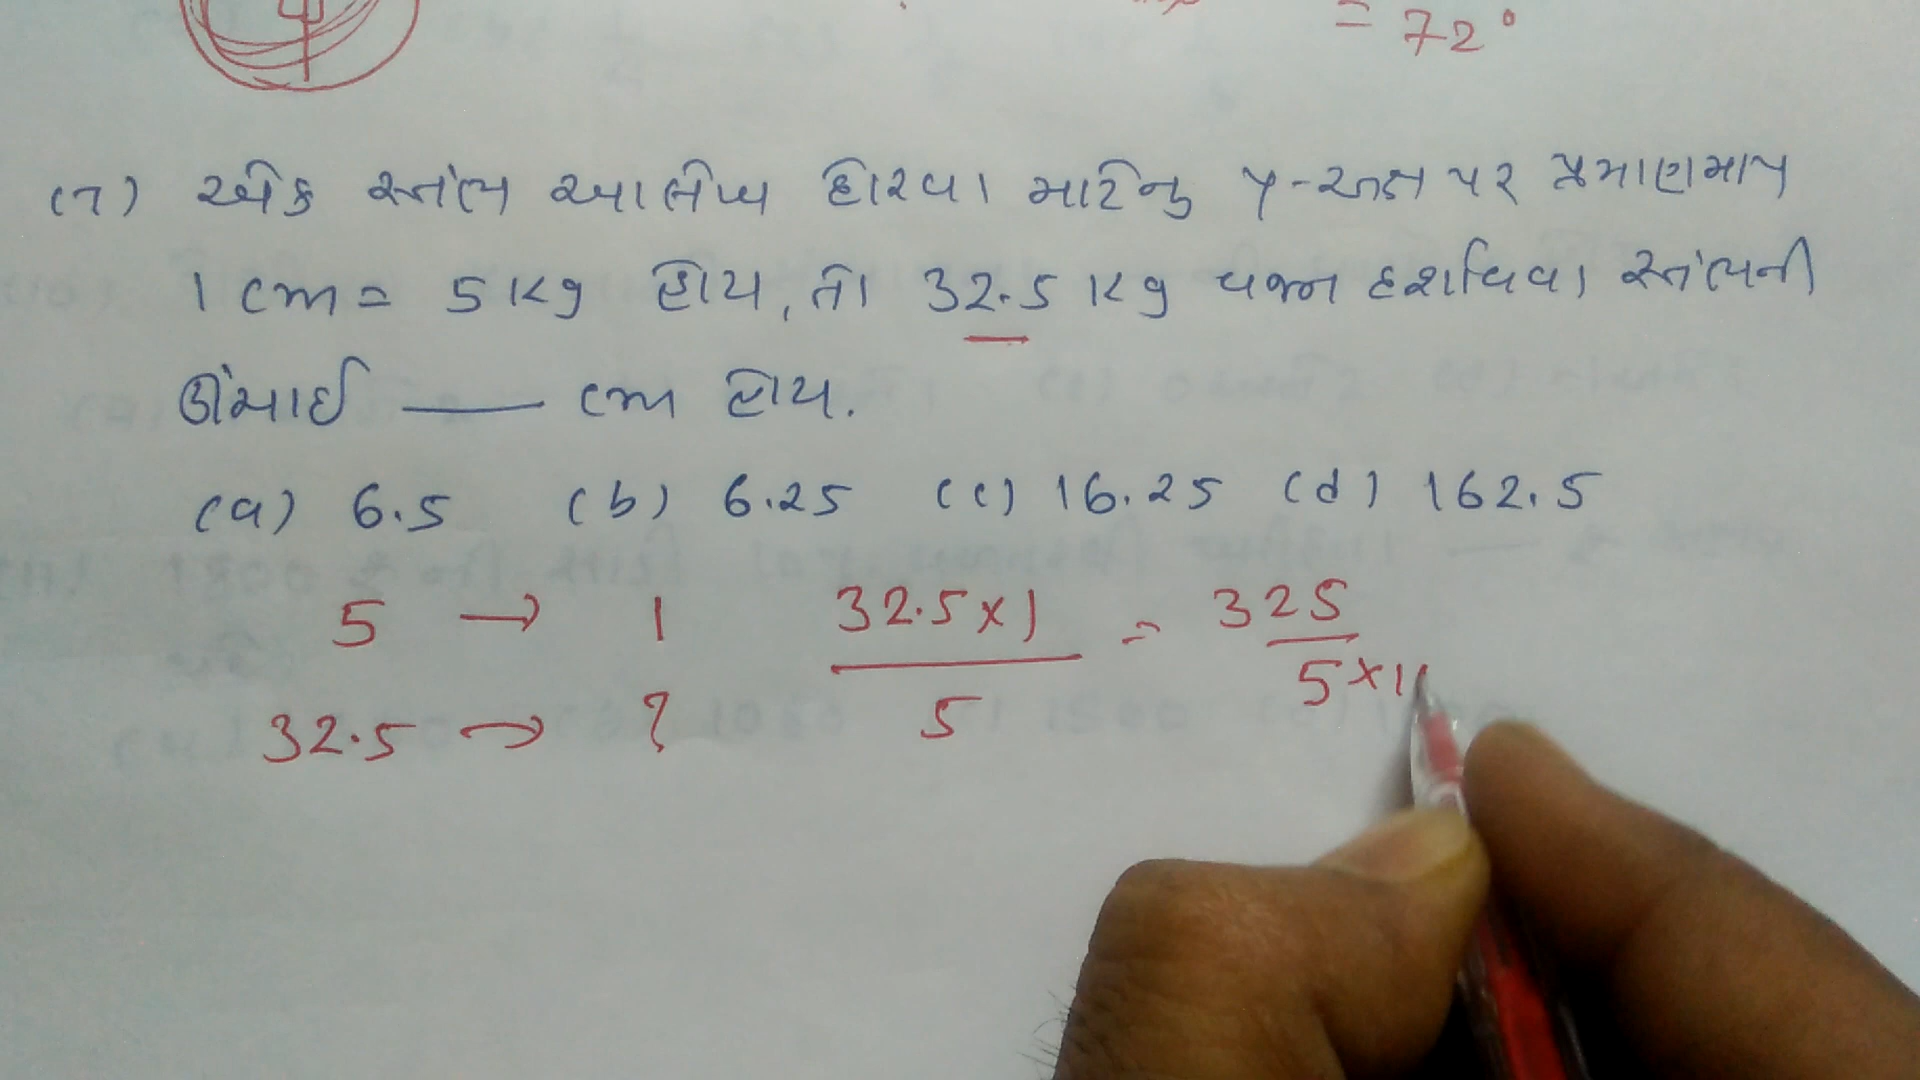 = 72°
(૧) એક સ્તંભ આલેખ દોરવા માટેનુ y-અક્ષ પર પ્રમાણમાપ
1 cm = 5 Kg હોય, તો 32.5 Kg વજન દર્શાવવા સ્તંભની
ઊંચાઈ —— cm હોય.
(a) 6.5 (b) 6.25 (c) 16.25 (d) 162.5
5 → 1 32.5 × 1 = 325
5 × 1
32.5 → ? 5